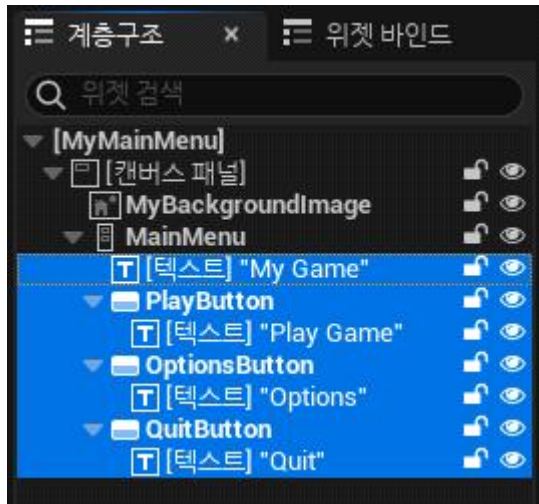 계층구조 × 위젯 바인드
위젯 검색
[MyMainMenu]
[캔버스 패널]
MyBackgroundImage
MainMenu
T [텍스트] "My Game"
PlayButton
T [텍스트] "Play Game"
OptionsButton
T [텍스트] "Options"
QuitButton
T [텍스트] "Quit"